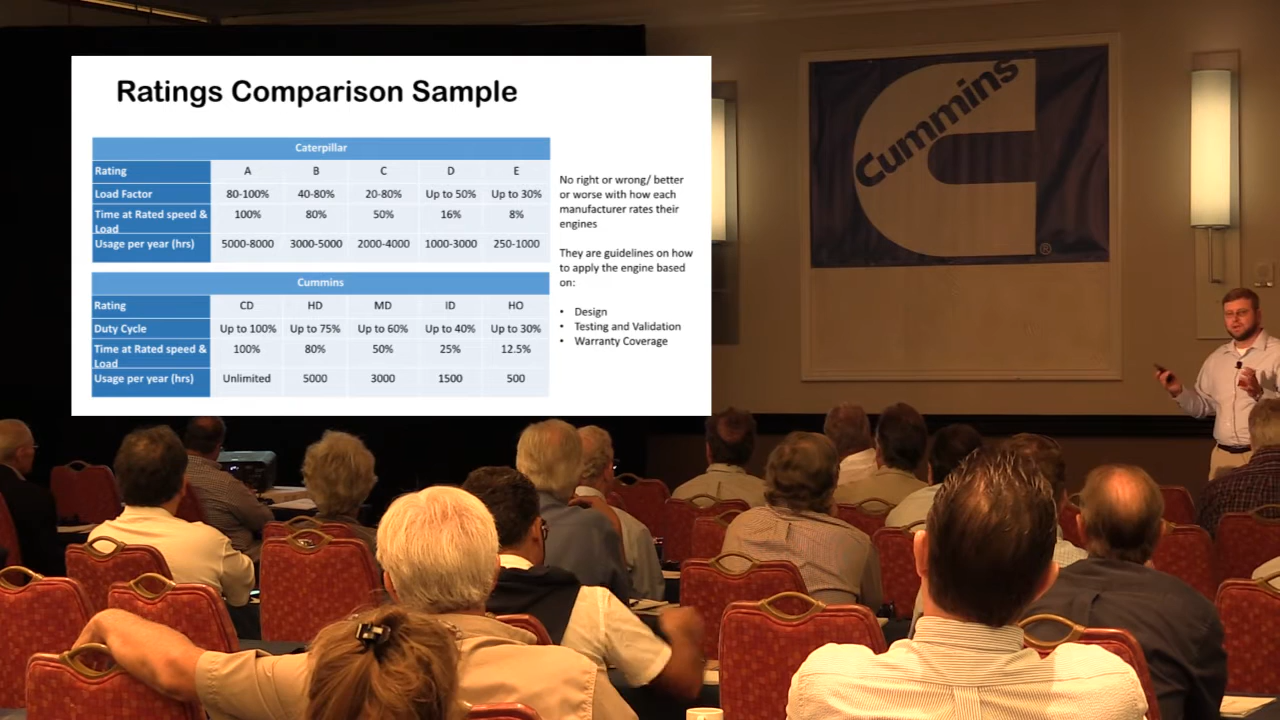 Ratings Comparison Sample
Caterpillar
Rating A B C D E
Load Factor 80-100% 40-80% 20-80% Up to 50% Up to 30%
Time at Rated speed & Load 100% 80% 50% 16% 8%
Usage per year (hrs) 5000-8000 3000-5000 2000-4000 1000-3000 250-1000
Cummins
Rating CD HD MD ID HO
Duty Cycle Up to 100% Up to 75% Up to 60% Up to 40% Up to 30%
Time at Rated speed & Load 100% 80% 50% 25% 12.5%
Usage per year (hrs) Unlimited 5000 3000 1500 500
No right or wrong/ better
or worse with how each
manufacturer rates their
engines
They are guidelines on how
to apply the engine based
on:
• Design
• Testing and Validation
• Warranty Coverage
Cummins
®